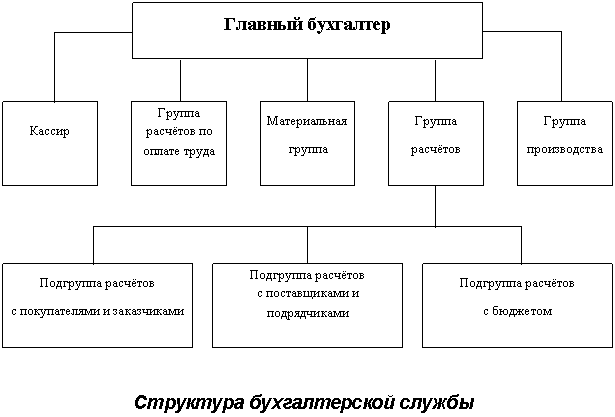 Главный бухгалтер
Кассир
Группа
расчётов по
оплате труда
Материальная
группа
Группа
расчётов
Группа
производства
Подгруппа расчётов
с покупателями и заказчиками
Подгруппа расчётов
с поставщиками и
подрядчиками
Подгруппа расчётов
с бюджетом
Структура бухгалтерской службы